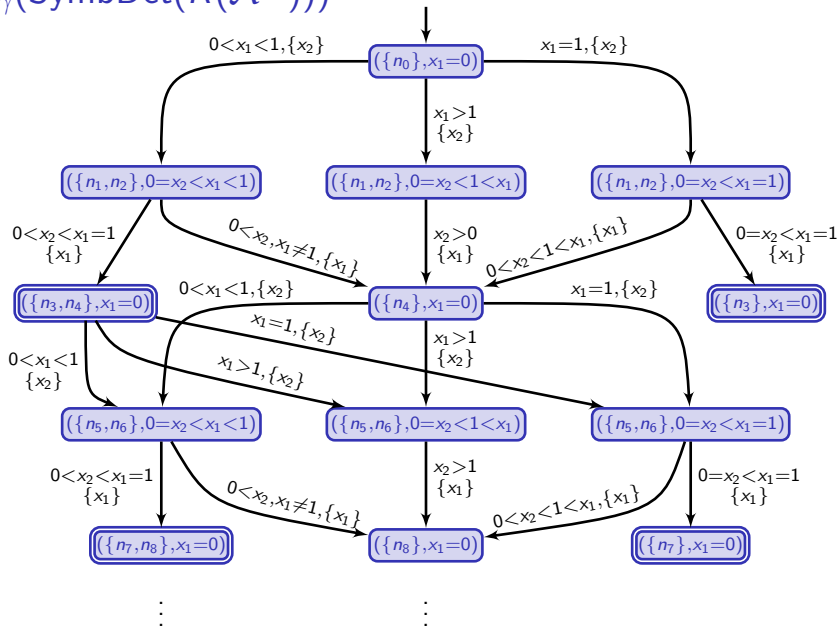 γ(SymbDet(R(𝒜
)))
({n₀},x₁=0)
0<x₁<1,{x₂}
x₁=1,{x₂}
x₁>1
{x₂}
({n₁,n₂},0=x₂<x₁<1)
({n₁,n₂},0=x₂<1<x₁)
({n₁,n₂},0=x₂<x₁=1)
0<x₂<x₁=1
{x₁}
0<x₂,x₁≠1,{x₁}
x₂>0
{x₁}
0<x₂<1<x₁,{x₁}
0=x₂<x₁=1
{x₁}
({n₃,n₄},x₁=0)
({n₄},x₁=0)
({n₃},x₁=0)
0<x₁<1,{x₂}
x₁=1,{x₂}
x₁=1,{x₂}
0<x₁<1
{x₂}
x₁>1,{x₂}
x₁>1
{x₂}
({n₅,n₆},0=x₂<x₁<1)
({n₅,n₆},0=x₂<1<x₁)
({n₅,n₆},0=x₂<x₁=1)
0<x₂<x₁=1
{x₁}
0<x₂,x₁≠1,{x₁}
x₂>1
{x₁}
0<x₂<1<x₁,{x₁}
0=x₂<x₁=1
{x₁}
({n₇,n₈},x₁=0)
({n₈},x₁=0)
({n₇},x₁=0)
⋮
⋮